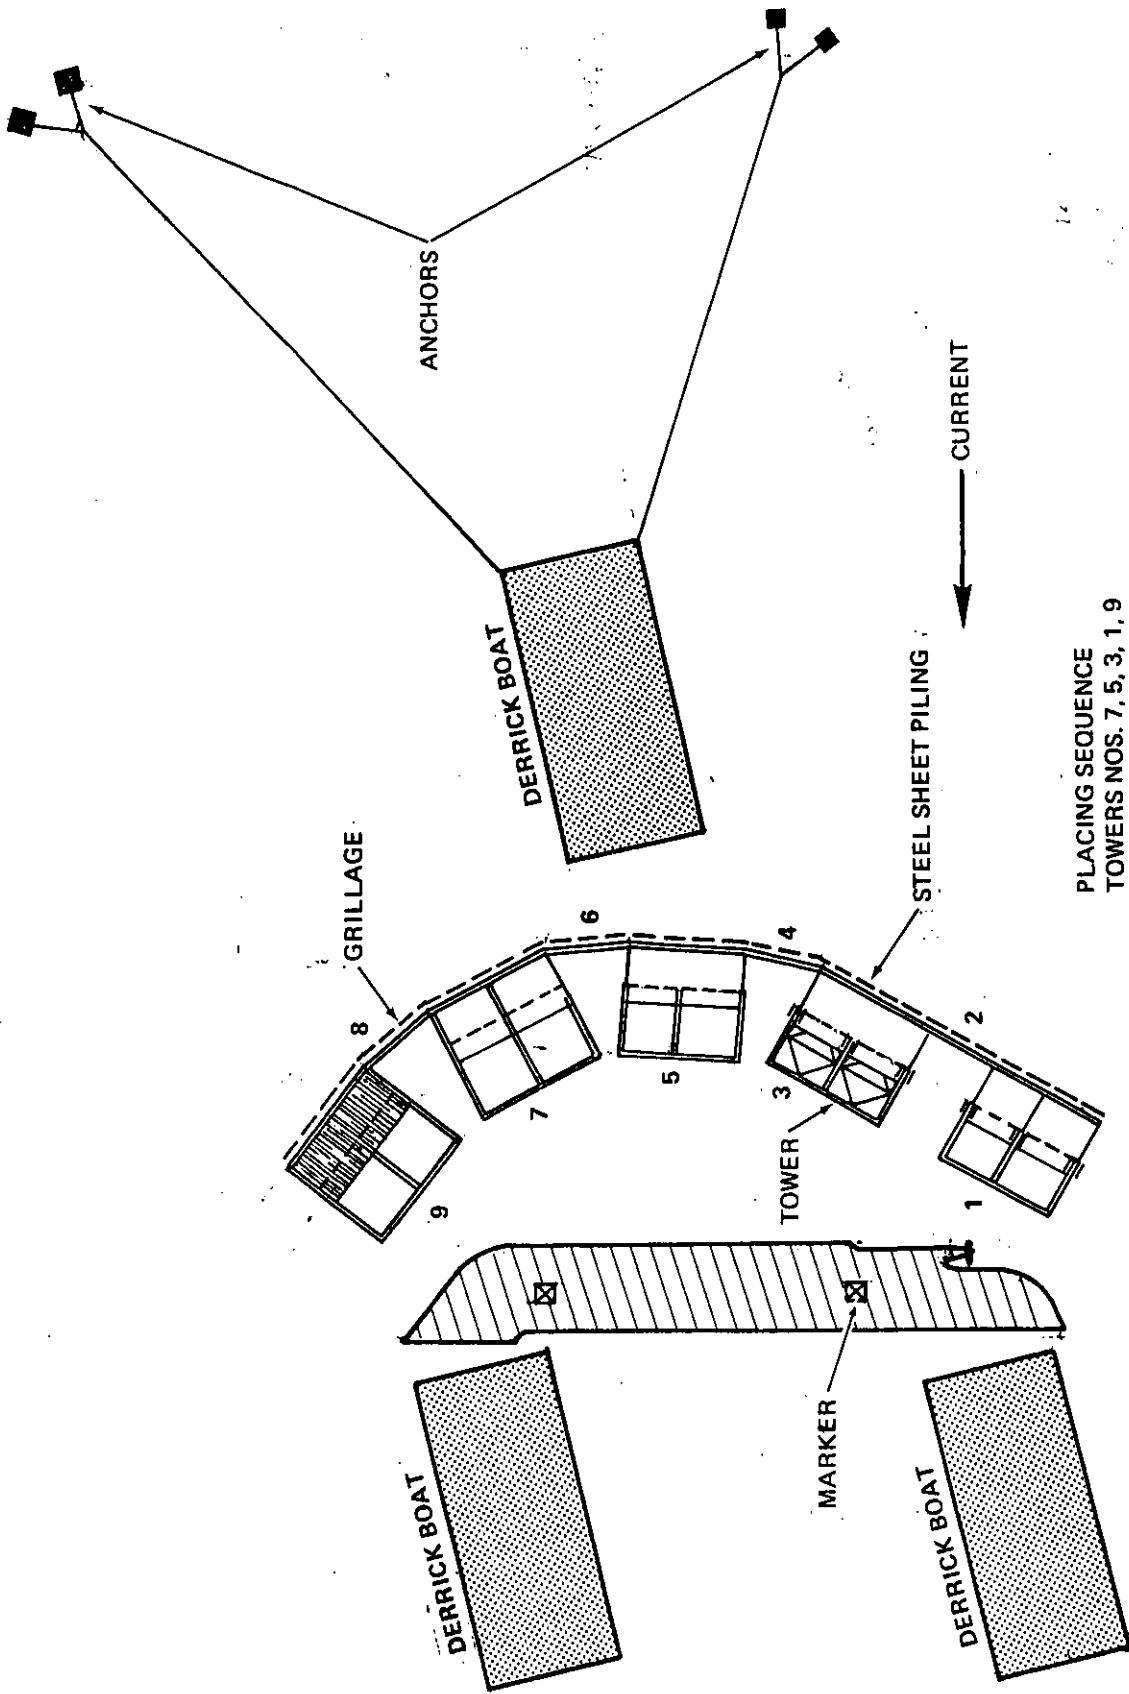 ANCHORS
CURRENT
DERRICK BOAT
GRILLAGE
STEEL SHEET PILING
PLACING SEQUENCE
TOWERS NOS. 7, 5, 3, 1, 9
8
6
4
2
9
7
5
3
1
TOWER
MARKER
DERRICK BOAT
DERRICK BOAT